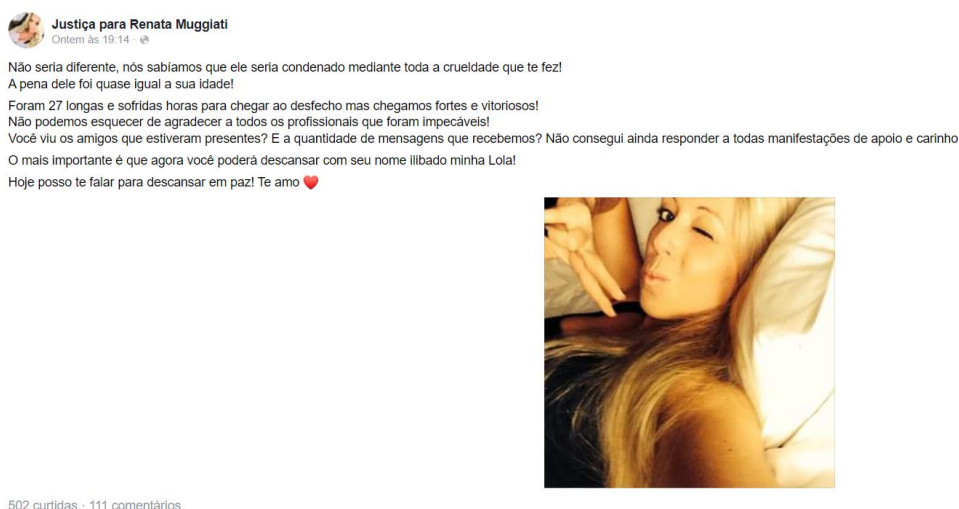 Justiça para Renata Muggiati
Ontem às 19:14 ·
Não seria diferente, nós sabíamos que ele seria condenado mediante toda a crueldade que te fez!
A pena dele foi quase igual a sua idade!
Foram 27 longas e sofridas horas para chegar ao desfecho mas chegamos fortes e vitoriosos!
Não podemos esquecer de agradecer a todos os profissionais que foram impecáveis!
Você viu os amigos que estiveram presentes? E a quantidade de mensagens que recebemos? Não consegui ainda responder a todas manifestações de apoio e carinho
O mais importante é que agora você poderá descansar com seu nome ilibado minha Lola!
Hoje posso te falar para descansar em paz! Te amo ❤️
502 curtidas · 111 comentários